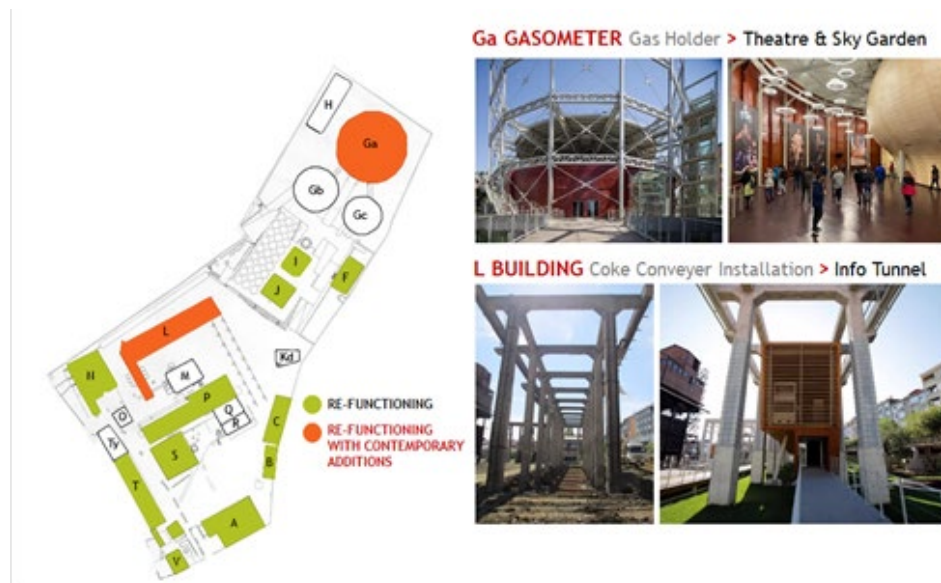 Ga GASOMETER Gas Holder > Theatre & Sky Garden
L BUILDING Coke Conveyer Installation > Info Tunnel
H
Ga
Gb
Gc
I
F
J
L
N
Kd
M
P
O
Q
R
C
Ty
S
B
T
A
V
RE-FUNCTIONING
RE-FUNCTIONING
WITH CONTEMPORARY
ADDITIONS